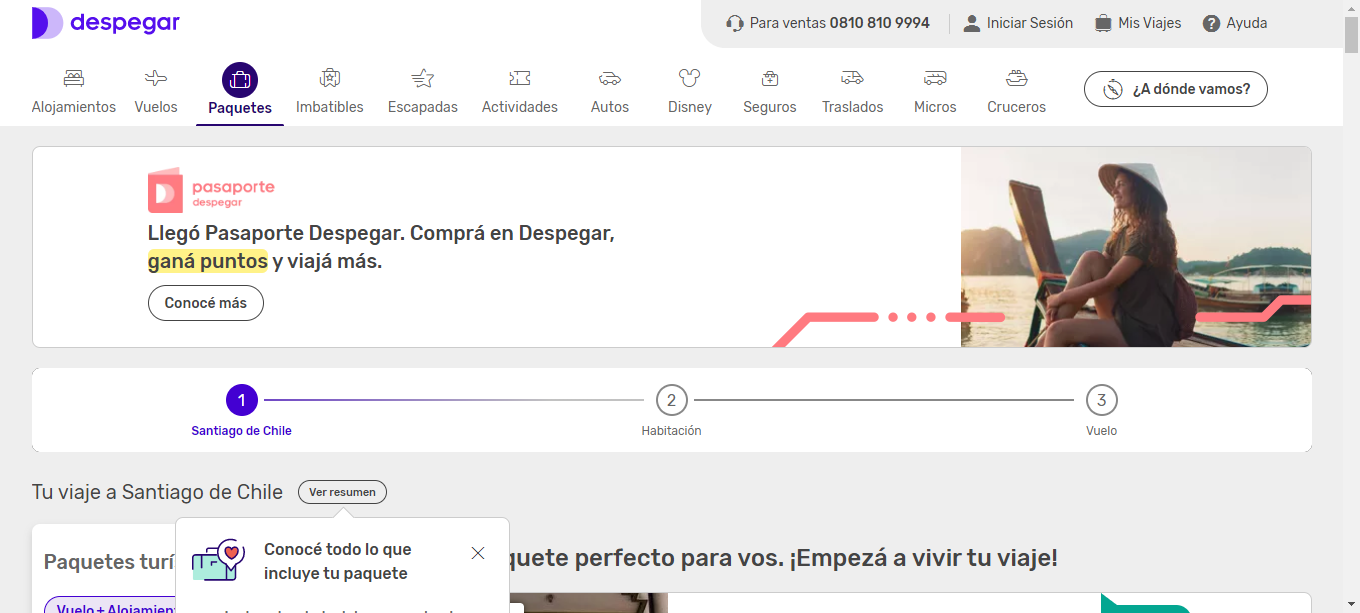 despegar
Para ventas 0810 810 9994
Iniciar Sesión
Mis Viajes
Ayuda
Alojamientos
Vuelos
Paquetes
Imbatibles
Escapadas
Actividades
Autos
Disney
Seguros
Traslados
Micros
Cruceros
¿A dónde vamos?
pasaporte
despegar
Llegó Pasaporte Despegar. Comprá en Despegar,
ganá puntos y viajá más.
Conocé más
1
2
3
Santiago de Chile
Habitación
Vuelo
Tu viaje a Santiago de Chile
Ver resumen
Paquetes turí
Conocé todo lo que
incluye tu paquete
quete perfecto para vos. ¡Empezá a vivir tu viaje!
Vuelo + Alojamien